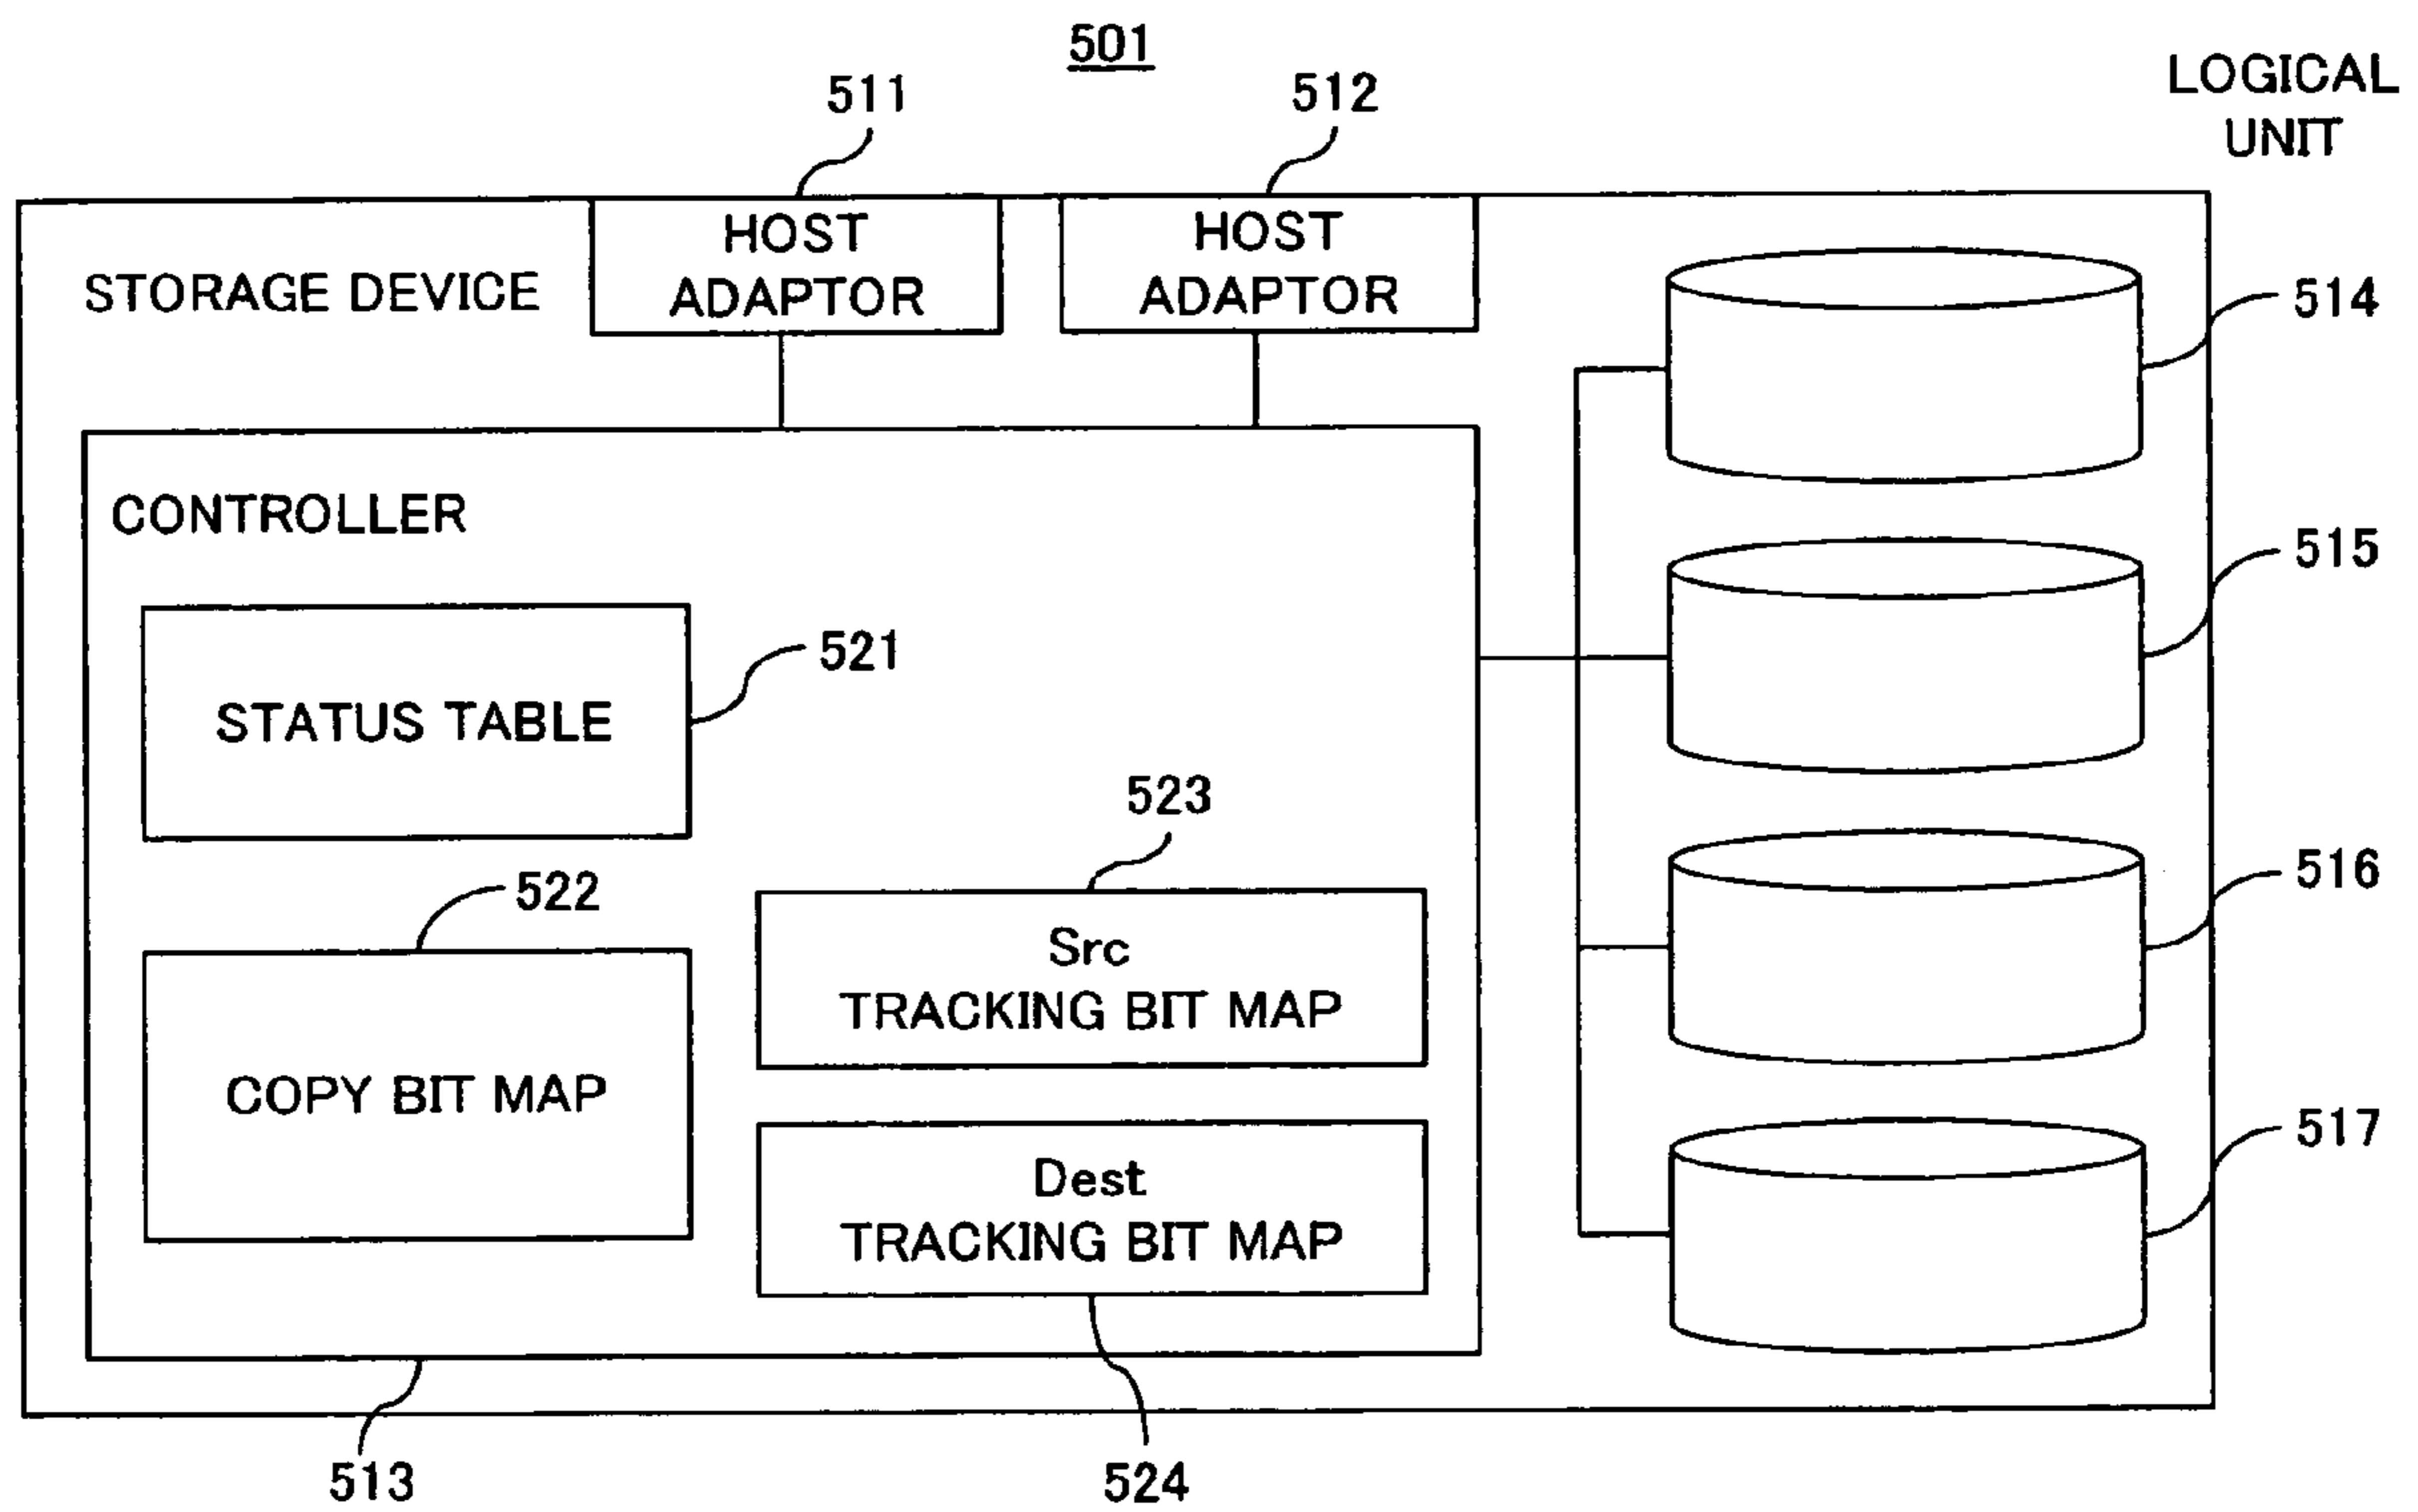 501
511
512
LOGICAL
UNIT
HOST
ADAPTOR
HOST
ADAPTOR
STORAGE DEVICE
514
CONTROLLER
515
521
STATUS TABLE
523
516
522
Src
TRACKING BIT MAP
COPY BIT MAP
517
Dest
TRACKING BIT MAP
513
524